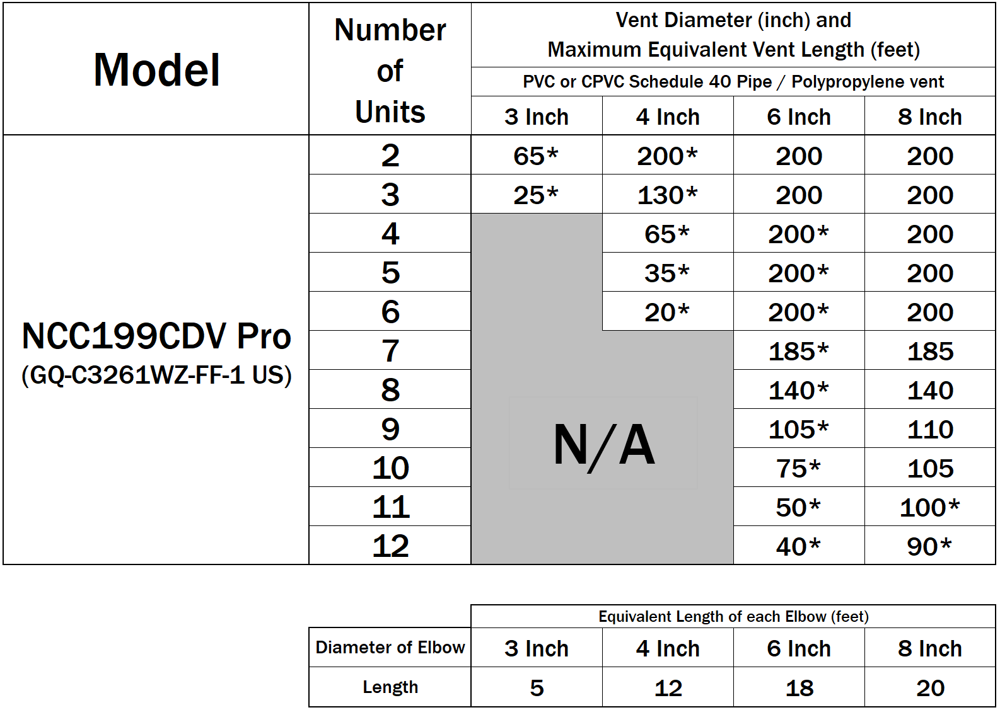 Model
Number
of
Units
Vent Diameter (inch) and
Maximum Equivalent Vent Length (feet)
PVC or CPVC Schedule 40 Pipe / Polypropylene vent
3 Inch 4 Inch 6 Inch 8 Inch
NCC199CDV Pro
(GQ-C3261WZ-FF-1 US)
2 65* 200* 200 200
3 25* 130* 200 200
4 65* 200* 200
5 35* 200* 200
6 20* 200* 200
7 185* 185
8 140* 140
9 105* 110
N/A
10 75* 105
11 50* 100*
12 40* 90*
Equivalent Length of each Elbow (feet)
Diameter of Elbow 3 Inch 4 Inch 6 Inch 8 Inch
Length 5 12 18 20